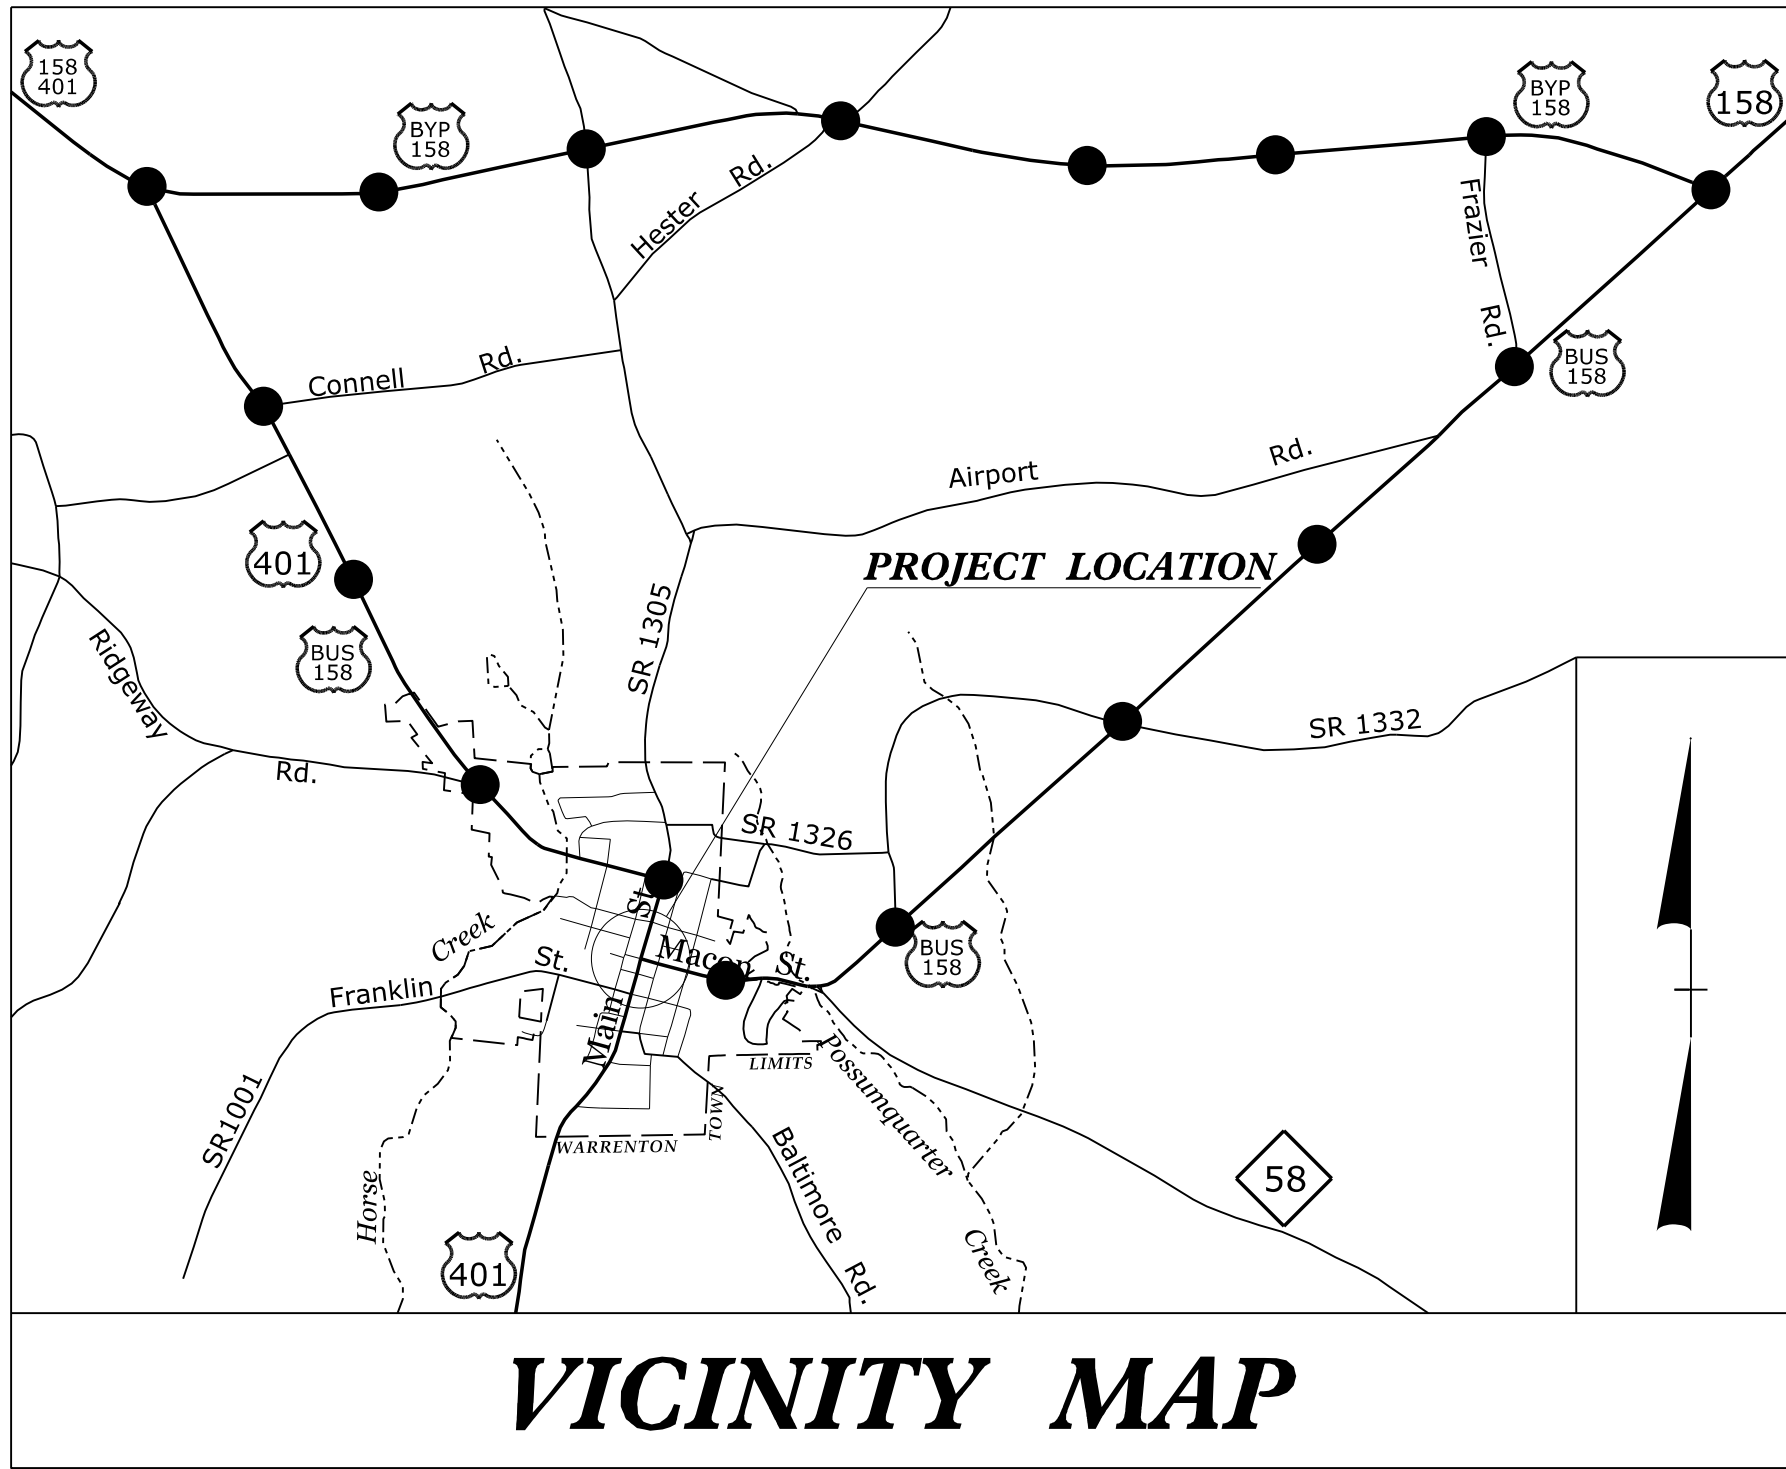 158
401
BYP
158
BYP
158
158
Hester Rd.
Frazier Rd.
Connell Rd.
BUS
158
Airport Rd.
401
PROJECT LOCATION
SR 1305
BUS
158
Ridgeway Rd.
SR 1332
SR 1326
Main St.
Macon St.
Horse Creek
BUS
158
Franklin St.
LIMITS
TOWN
WARRENTON
Possumquarter Creek
SR1001
Baltimore Rd.
58
401
VICINITY MAP